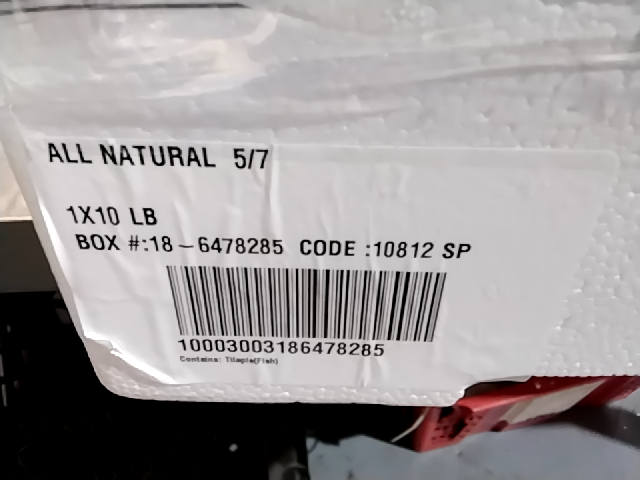 ALL NATURAL 5/7
1X10 LB
BOX #:18-6478285 CODE :10812 SP
10003003186478285
Contains: Tilapia(Fish)